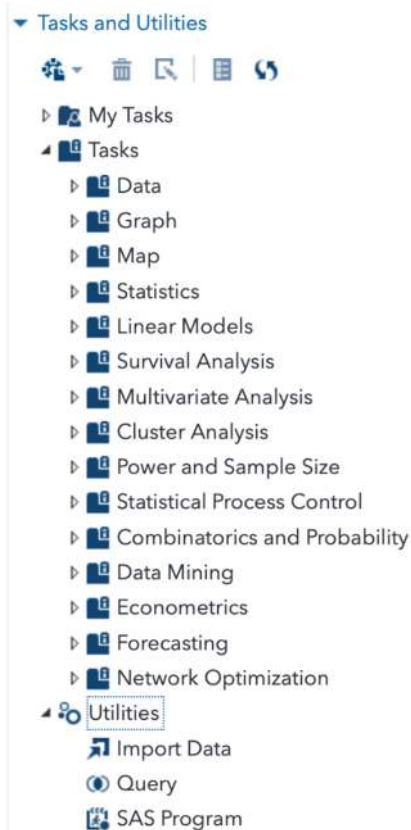 Tasks and Utilities
My Tasks
Tasks
Data
Graph
Map
Statistics
Linear Models
Survival Analysis
Multivariate Analysis
Cluster Analysis
Power and Sample Size
Statistical Process Control
Combinatorics and Probability
Data Mining
Econometrics
Forecasting
Network Optimization
Utilities
Import Data
Query
SAS Program